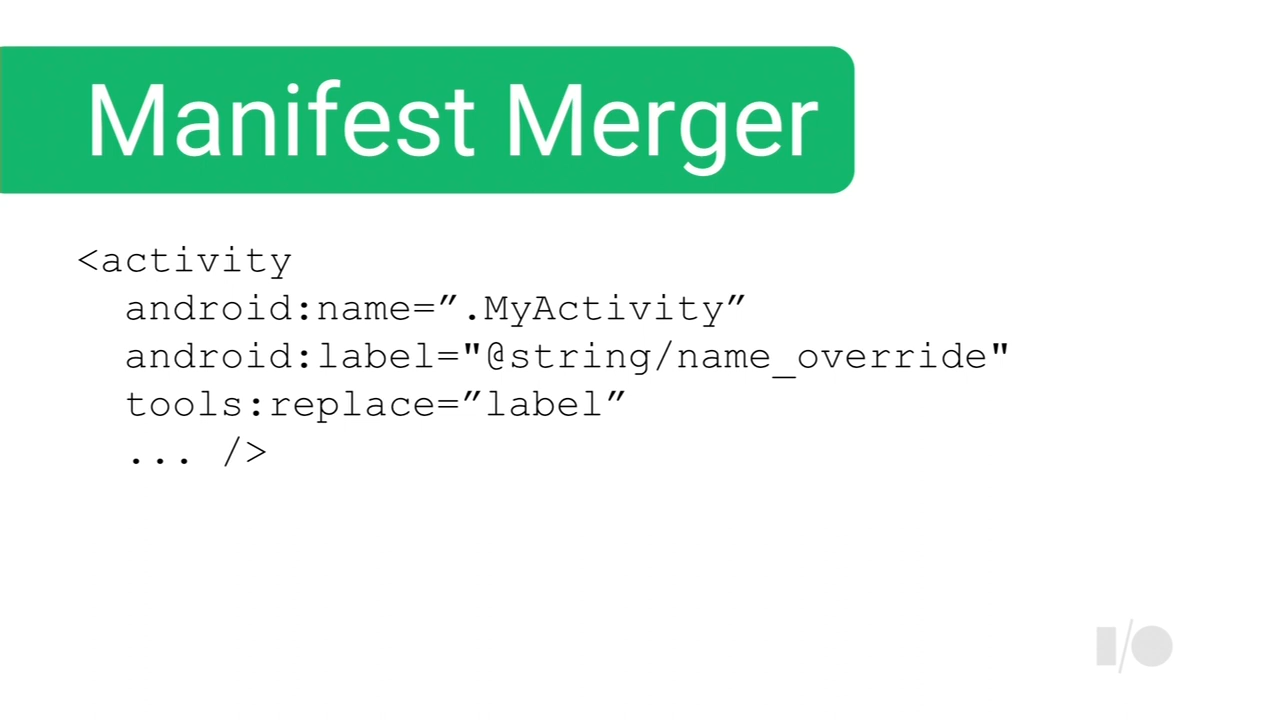 Manifest Merger
<activity
android:name=”.MyActivity”
android:label="@string/name_override"
tools:replace=”label”
... />
I/O